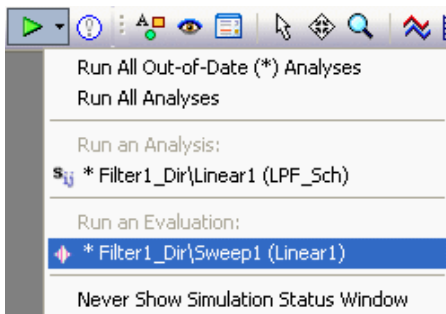 Run All Out-of-Date (*) Analyses
Run All Analyses
Run an Analysis:
Sij * Filter1_Dir\Linear1 (LPF_Sch)
Run an Evaluation:
* Filter1_Dir\Sweep1 (Linear1)
Never Show Simulation Status Window